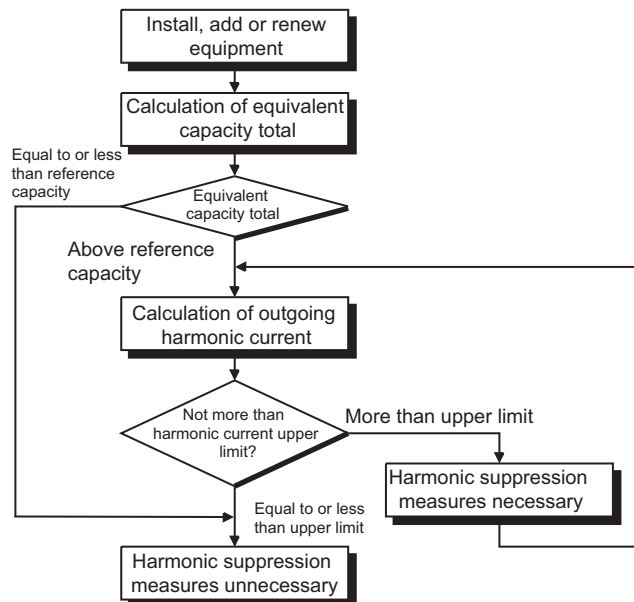 Install, add or renew
equipment
Calculation of equivalent
capacity total
Equal to or less
than reference
capacity
Equivalent
capacity total
Above reference
capacity
Calculation of outgoing
harmonic current
Not more than
harmonic current upper
limit?
More than upper limit
Harmonic suppression
measures necessary
Equal to or less
than upper limit
Harmonic suppression
measures unnecessary